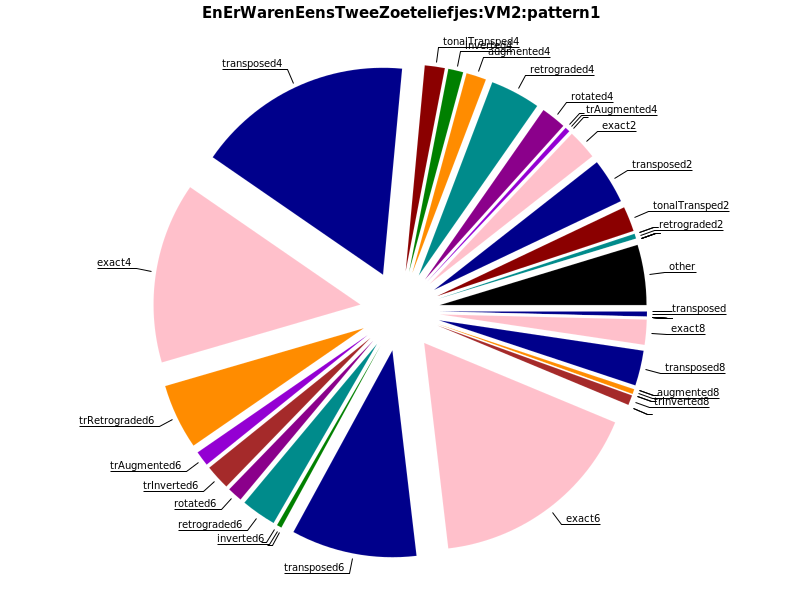 EnErWarenEensTweeZoeteliefjes:VM2:pattern1
tonalTransped4
inverted4
augmented4
transposed4
retrograded4
rotated4
trAugmented4
exact2
transposed2
tonalTransped2
retrograded2
exact4
other
transposed
exact8
transposed8
augmented8
trInverted8
trRetrograded6
trAugmented6
trInverted6
rotated6
exact6
retrograded6
inverted6
transposed6